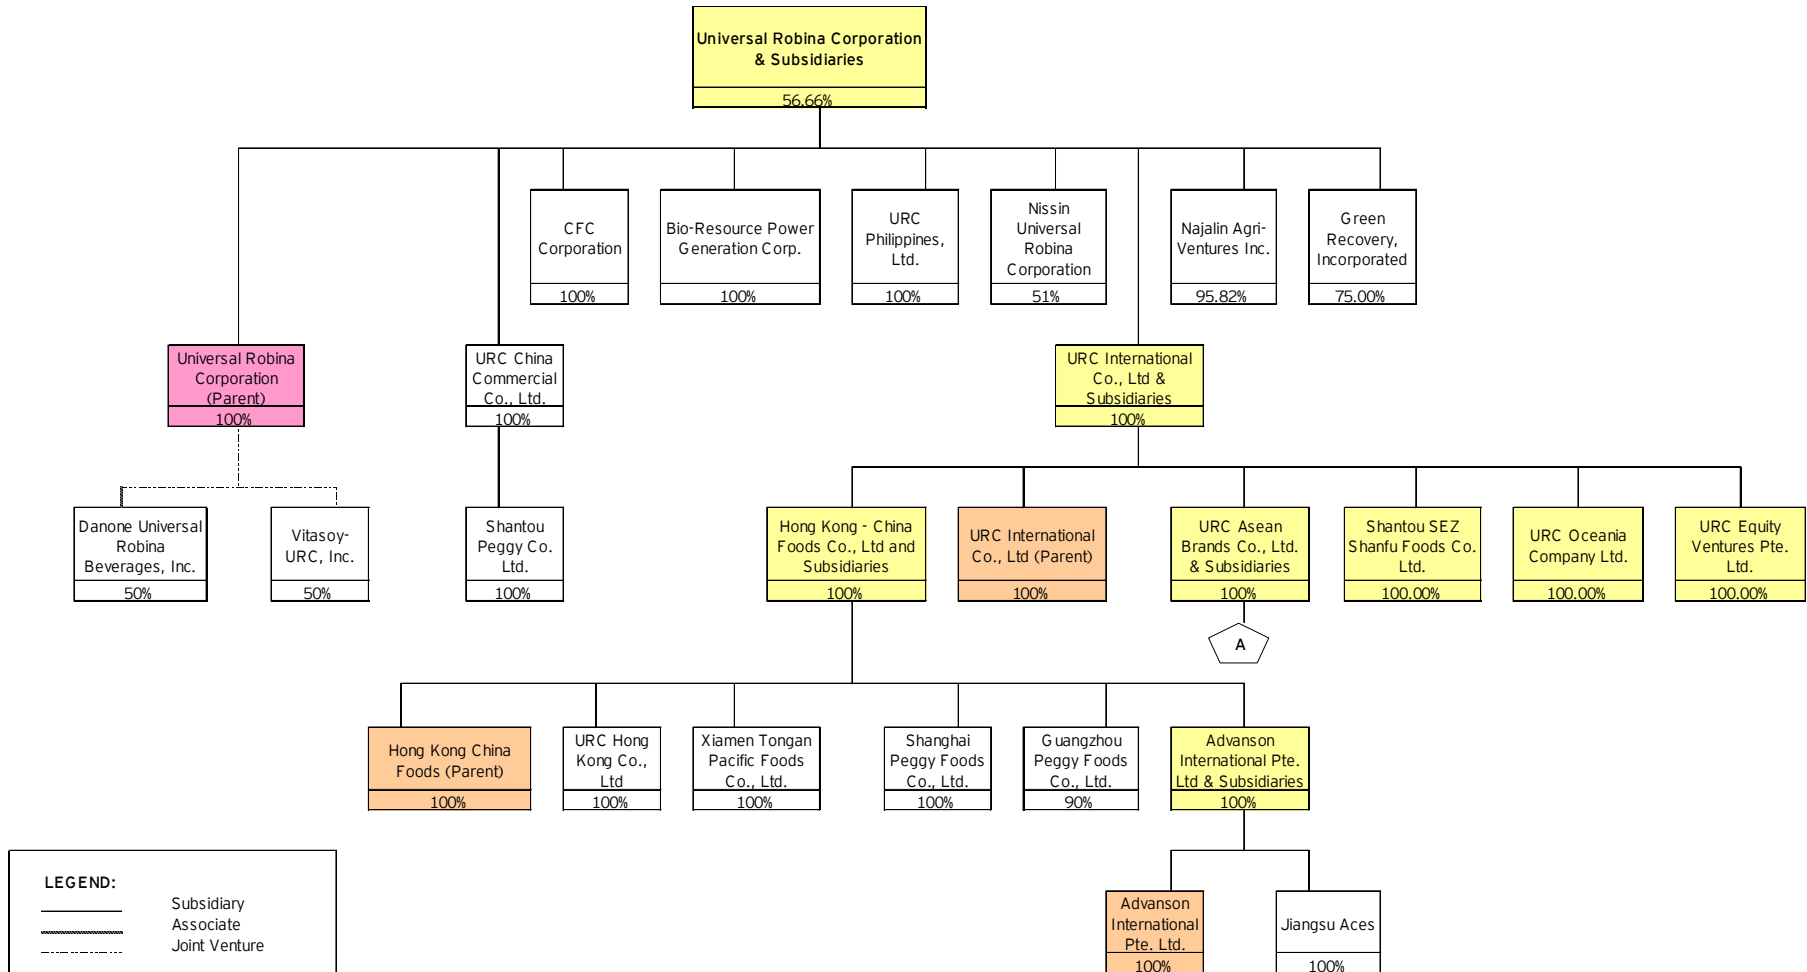 Universal Robina Corporation
& Subsidiaries
56.66%
CFC
Corporation
100%
Bio-Resource Power
Generation Corp.
100%
URC
Philippines,
Ltd.
100%
Nissin
Universal
Robina
Corporation
51%
Najalin Agri-
Ventures Inc.
95.82%
Green
Recovery,
Incorporated
75.00%
Universal Robina
Corporation
(Parent)
100%
URC China
Commercial
Co., Ltd.
100%
URC International
Co., Ltd &
Subsidiaries
100%
Danone Universal
Robina
Beverages, Inc.
50%
Vitasoy-
URC, Inc.
50%
Shantou
Peggy Co.
Ltd.
100%
Hong Kong - China
Foods Co., Ltd and
Subsidiaries
100%
URC International
Co., Ltd (Parent)
100%
URC Asean
Brands Co., Ltd.
& Subsidiaries
100%
Shantou SEZ
Shanfu Foods Co.
Ltd.
100.00%
URC Oceania
Company Ltd.
100.00%
URC Equity
Ventures Pte.
Ltd.
100.00%
A
Hong Kong China
Foods (Parent)
100%
URC Hong
Kong Co.,
Ltd
100%
Xiamen Tongan
Pacific Foods
Co., Ltd.
100%
Shanghai
Peggy Foods
Co., Ltd.
100%
Guangzhou
Peggy Foods
Co., Ltd.
90%
Advanson
International Pte.
Ltd & Subsidiaries
100%
Advanson
International
Pte. Ltd.
100%
Jiangsu Aces
100%
LEGEND:
Subsidiary
Associate
Joint Venture